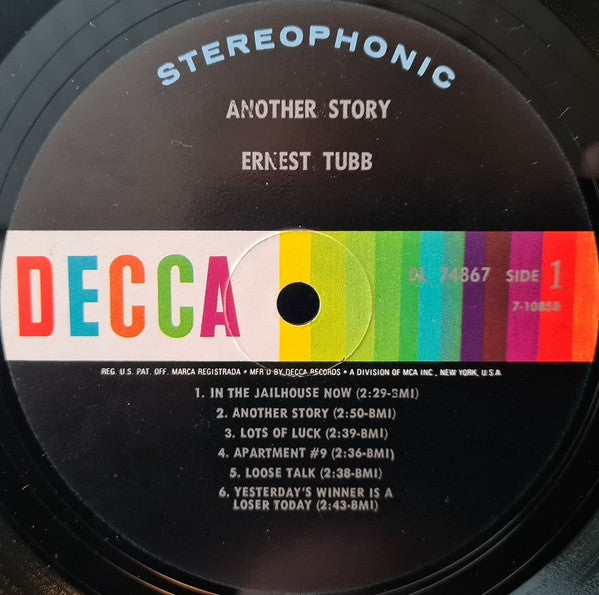 STEREOPHONIC
ANOTHER STORY
ERNEST TUBB
DECCA
DL 74867 SIDE 1
7-10858
REG. U.S. PAT. OFF. MARCA REGISTRADA • MFR'D BY DECCA RECORDS • A DIVISION OF MCA INC., NEW YORK, U.S.A.
1. IN THE JAILHOUSE NOW (2:29-BMI)
2. ANOTHER STORY (2:50-BMI)
3. LOTS OF LUCK (2:39-BMI)
4. APARTMENT #9 (2:36-BMI)
5. LOOSE TALK (2:38-BMI)
6. YESTERDAY'S WINNER IS A
LOSER TODAY (2:43-BMI)